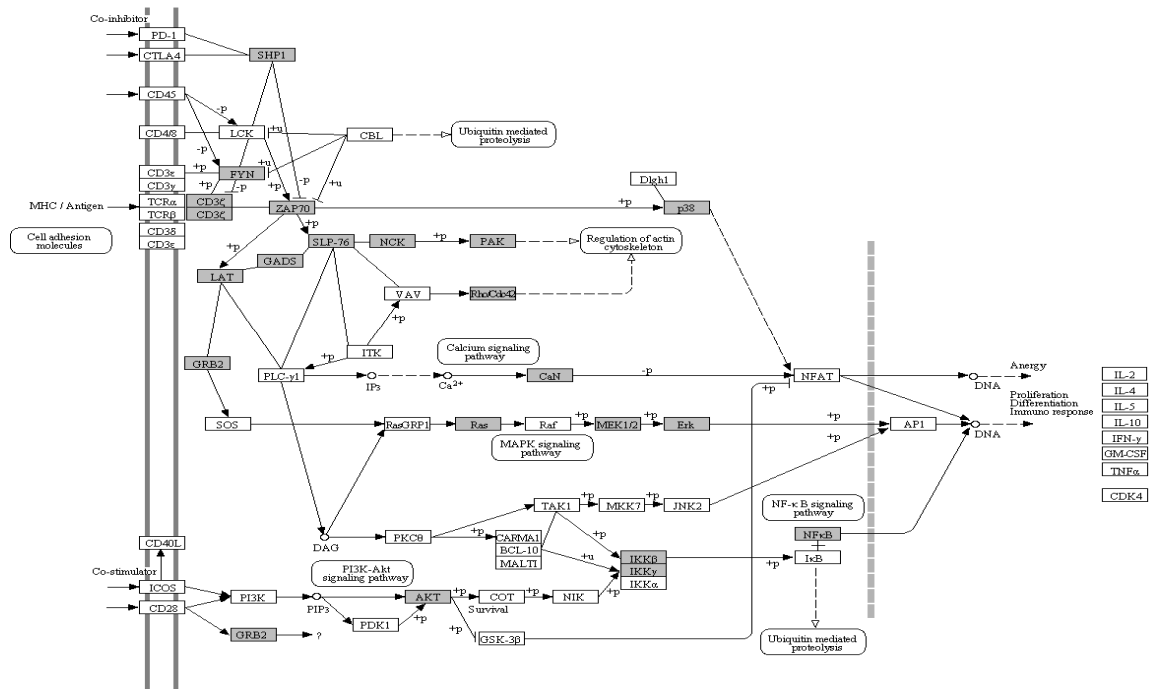 Co-inhibitor
PD-1
CTLA4
SHP1
CD45
-p
CD4/8
LCK
+u
CBL
Ubiquitin mediated
proteolysis
-p
CD3ε
+p
FYN
+u
CD3γ
+p
-p
+p
-p
+u
Dlgh1
MHC / Antigen
TCRα
CD3ζ
ZAP70
+p
p38
TCRβ
CD3ζ
+p
Cell adhesion
molecules
CD3δ
CD3ε
+p
SLP-76
NCK
+p
PAK
Regulation of actin
cytoskeleton
GADS
LAT
VAV
Rho/Cdc42
+p
GRB2
ITK
+p
Calcium signaling
pathway
PLC-γ1
IP3
Ca2+
CaN
-p
NFAT
+p
DNA
Anergy
Proliferation
Differentiation
Immuno response
SOS
RasGRP1
Ras
Raf
+p
MEK1/2
+p
Erk
+p
AP1
DNA
MAPK signaling
pathway
+p
IL-2
IL-4
IL-5
IL-10
IFN-γ
GM-CSF
TNFα
CDK4
TAK1
+p
MKK7
+p
JNK2
NF-κB signaling
pathway
DAG
PKCθ
+p
CARMA1
BCL-10
MALT1
+p
+u
NFκB
IKKβ
IKKγ
IKKα
+p
IκB
CD40L
Co-stimulator
PI3K-Akt
signaling pathway
ICOS
CD28
PI3K
PIP3
AKT
+p
COT
+p
NIK
+p
Survival
PDK1
+p
+p
GSK-3β
GRB2
?
Ubiquitin mediated
proteolysis